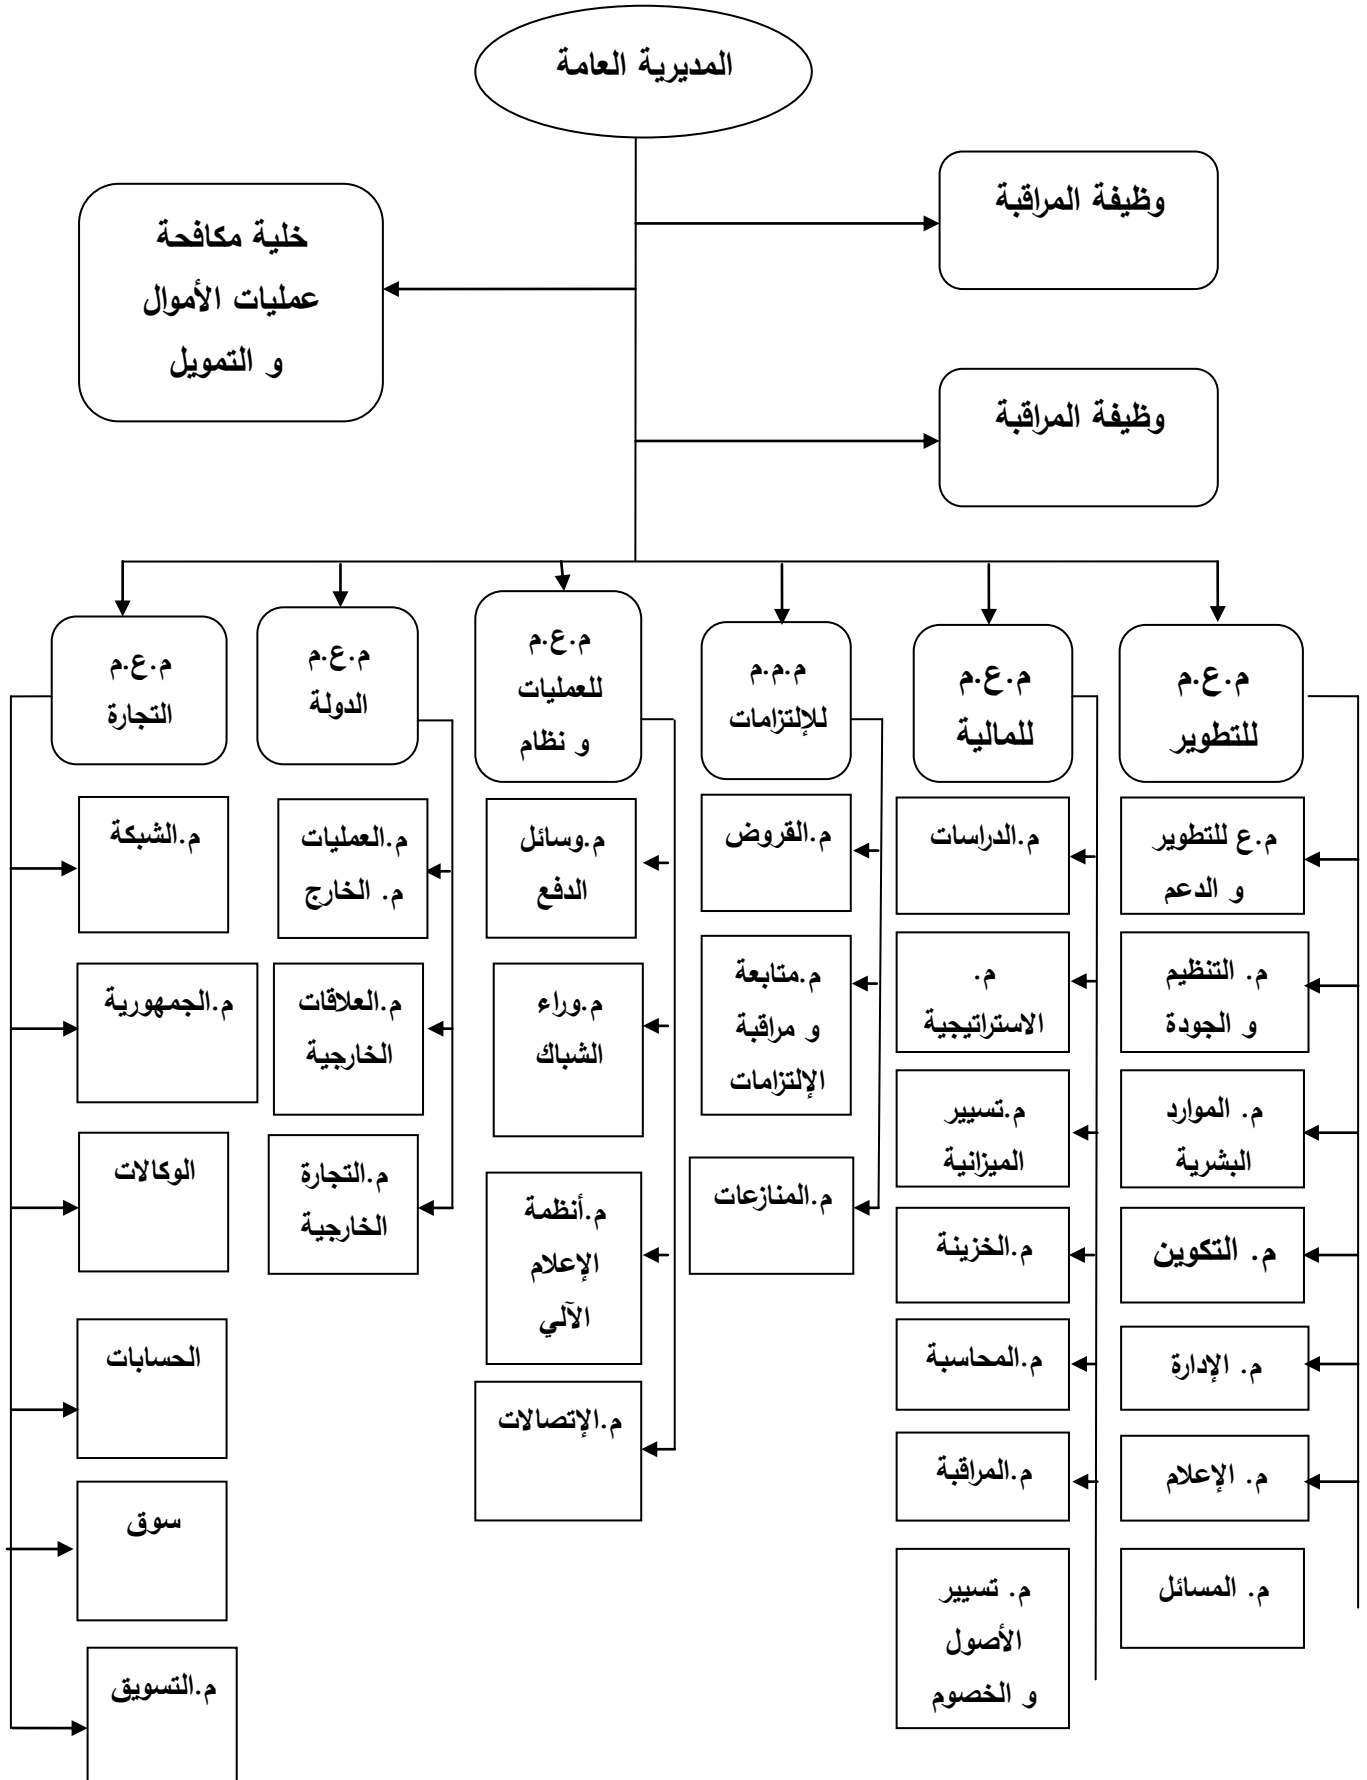 المديرية العامة
وظيفة المراقبة
خلية مكافحة
عمليات الأموال
و التمويل
وظيفة المراقبة
م.ع.م
للتطوير
م.ع.م
للمالية
م.م.م
للإلتزامات
م.ع.م
للعمليات
و نظام
م.ع.م
الدولة
م.ع.م
التجارة
م.ع للتطوير
و الدعم
م. التنظيم
و الجودة
م. الموارد
البشرية
م. التكوين
م. الإدارة
م. الإعلام
م. المسائل
م.الدراسات
م.
الاستراتيجية
م.تسيير
الميزانية
م.الخزينة
م.المحاسبة
م.المراقبة
م. تسيير
الأصول
و الخصوم
م.القروض
م.متابعة
و مراقبة
الإلتزامات
م.المنازعات
م.وسائل
الدفع
م.وراء
الشباك
م.أنظمة
الإعلام
الآلي
م.الإتصالات
م.العمليات
م. الخارج
م.العلاقات
الخارجية
م.التجارة
الخارجية
م.الشبكة
م.الجمهورية
الوكالات
الحسابات
سوق
م.التسويق